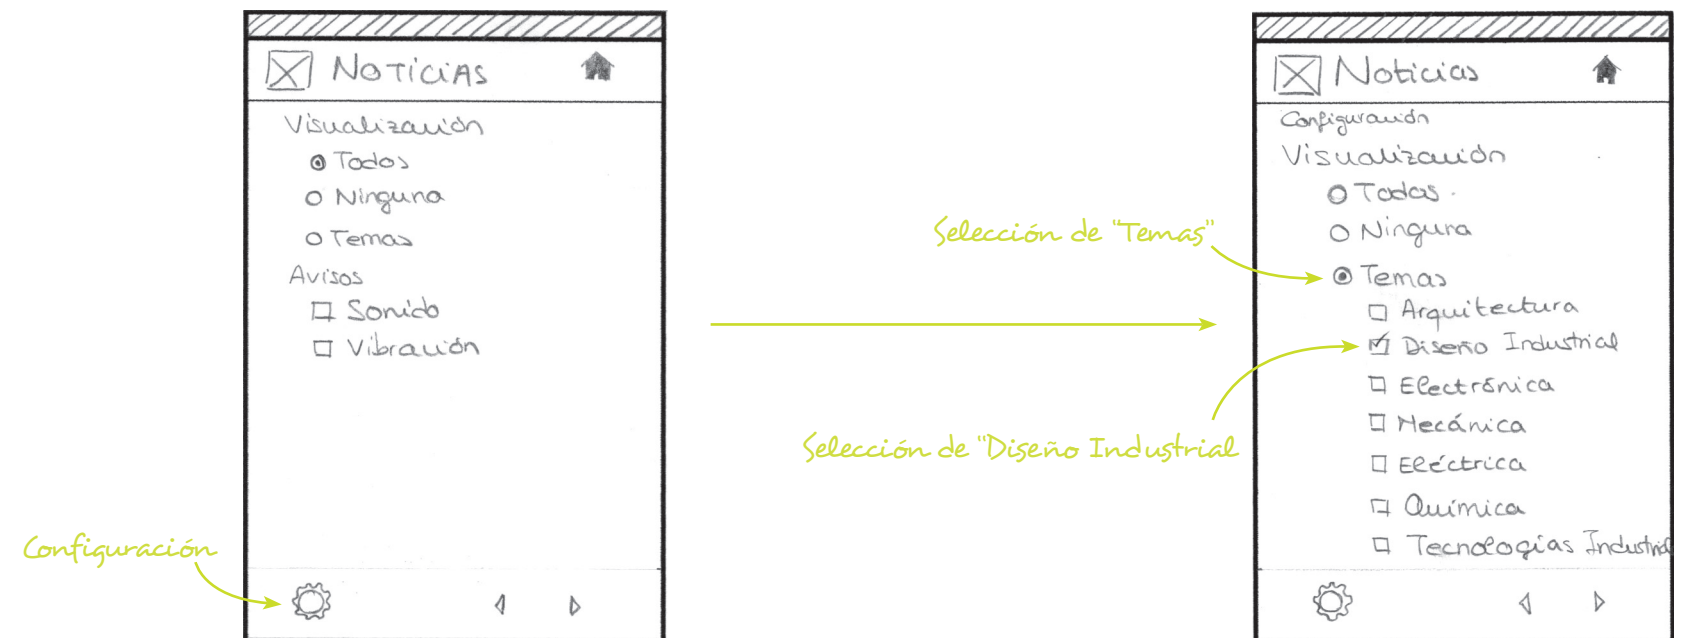 Noticias
Visualización
Todos
Ninguna
Temas
Avisos
Sonido
Vibración
Configuración
Selección de "Temas"
Selección de "Diseño Industrial
Noticias
Configuración
Visualización
Todas
Ninguna
Temas
Arquitectura
Diseño Industrial
Electrónica
Mecánica
Eléctrica
Química
Tecnologías Industrial